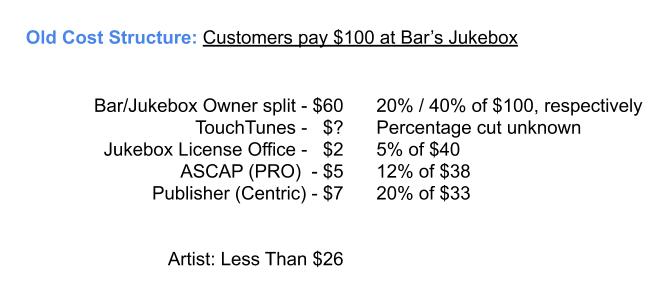 Old Cost Structure: Customers pay $100 at Bar's Jukebox
Bar/Jukebox Owner split - $60 20% / 40% of $100, respectively
TouchTunes - $? Percentage cut unknown
Jukebox License Office - $2 5% of $40
ASCAP (PRO) - $5 12% of $38
Publisher (Centric) - $7 20% of $33
Artist: Less Than $26